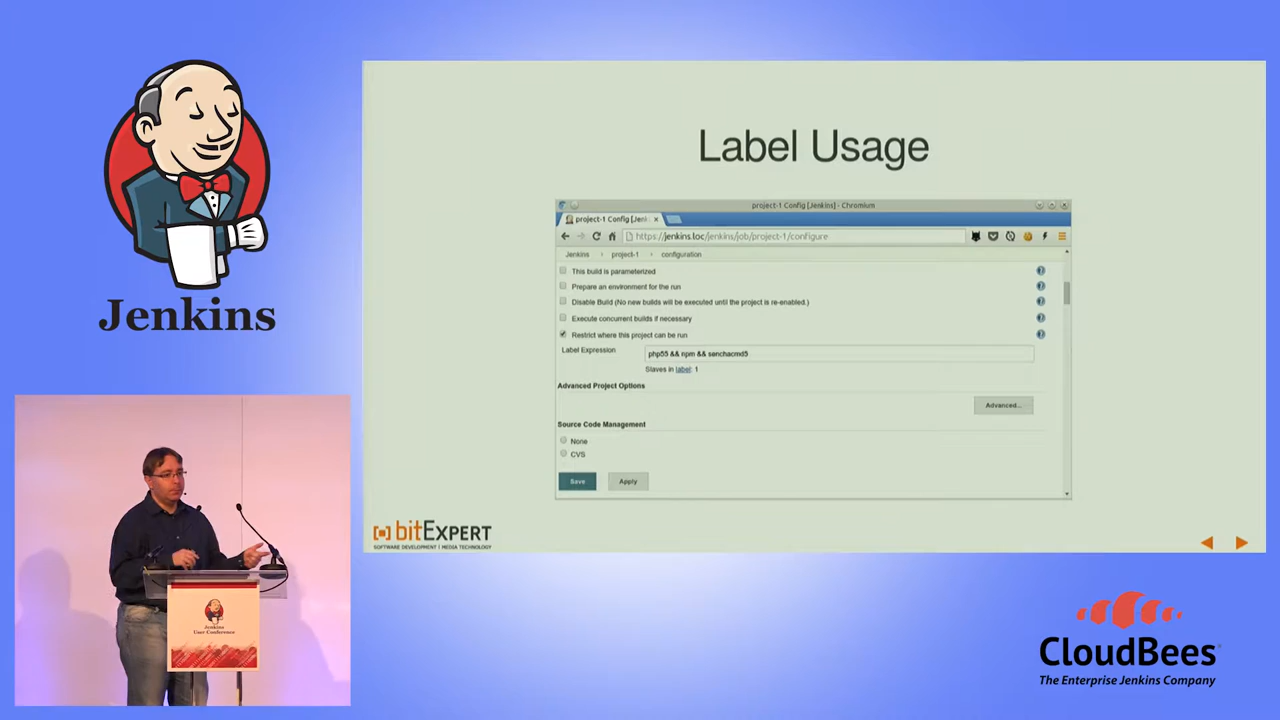 Jenkins
Label Usage
project-1 Config [Jenkins] - Chromium
project-1 Config [Jenk
https://jenkins.loc/jenkins/job/project-1/configure
Jenkins > project-1 > configuration
This build is parameterized
Prepare an environment for the run
Disable Build (No new builds will be executed until the project is re-enabled.)
Execute concurrent builds if necessary
Restrict where this project can be run
Label Expression
php55 && npm && senchacmd5
Slaves in label: 1
Advanced Project Options
Advanced...
Source Code Management
None
CVS
Save Apply
bitExpert
SOFTWARE DEVELOPMENT | MEDIA TECHNOLOGY
Jenkins
User Conference
CloudBees
The Enterprise Jenkins Company